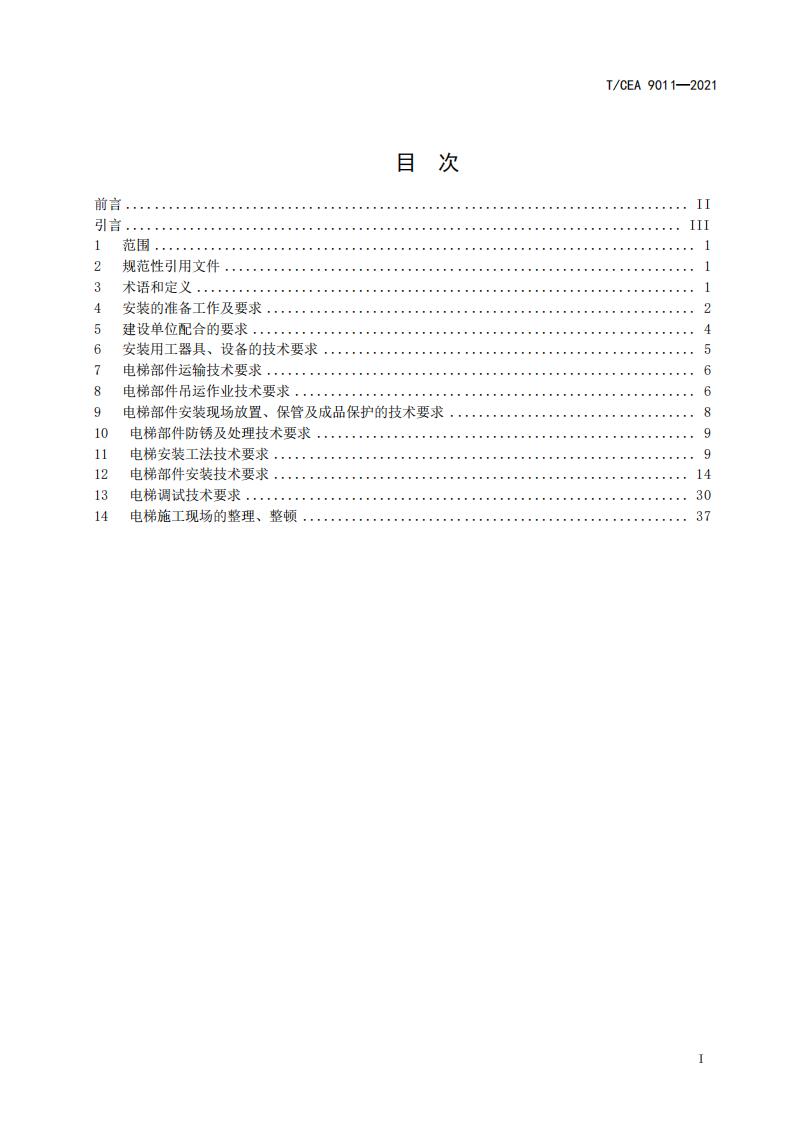 T/CEA 9011—2021
目 次
前言 ................................................................................ II
引言 ............................................................................... III
1 范围 ............................................................................ 1
2 规范性引用文件 .................................................................. 1
3 术语和定义 ...................................................................... 1
4 安装的准备工作及要求 ............................................................ 2
5 建设单位配合的要求 .............................................................. 4
6 安装用工器具、设备的技术要求 .................................................... 5
7 电梯部件运输技术要求 ............................................................ 6
8 电梯部件吊运作业技术要求 ........................................................ 6
9 电梯部件安装现场放置、保管及成品保护的技术要求 .................................. 8
10 电梯部件防锈及处理技术要求 ..................................................... 9
11 电梯安装工法技术要求 ........................................................... 9
12 电梯部件安装技术要求 .......................................................... 14
13 电梯调试技术要求 .............................................................. 30
14 电梯施工现场的整理、整顿 ...................................................... 37
I